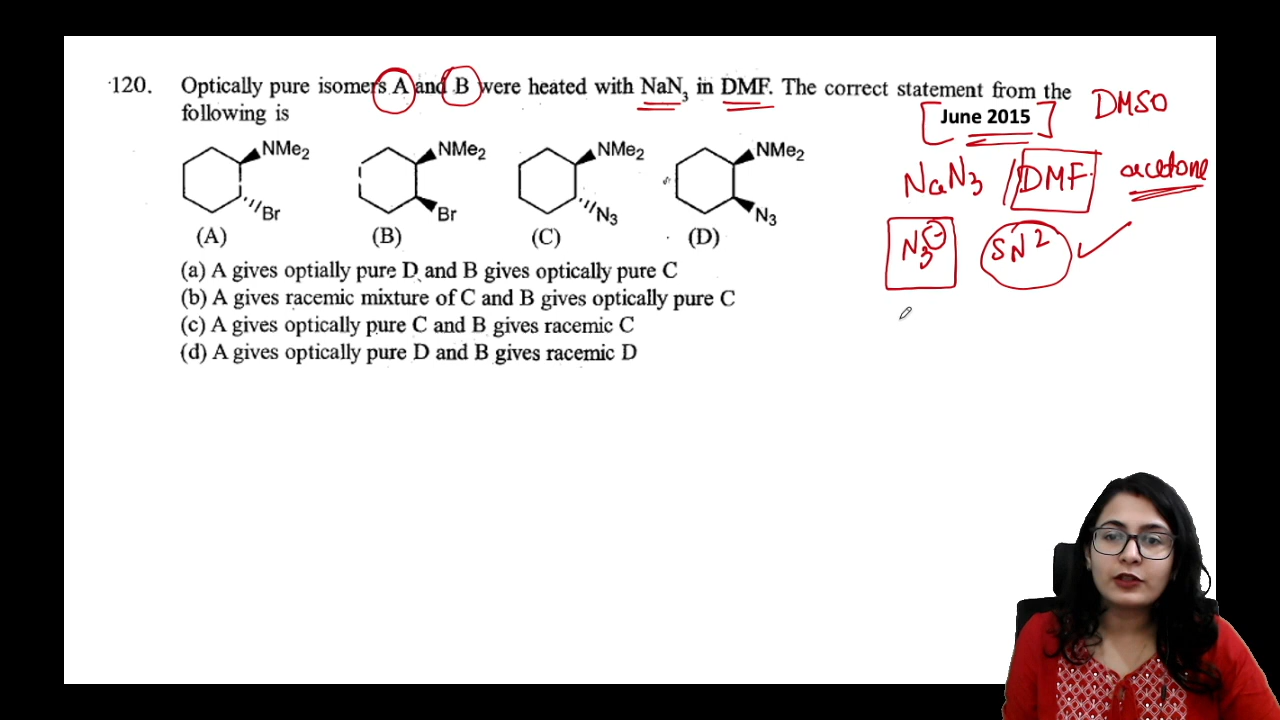 120. Optically pure isomers A and B were heated with NaN3 in DMF. The correct statement from the
following is
June 2015
DMSO
NaN3 / DMF acetone
N3⊖ SN2 ✓
NMe2 NMe2 NMe2 NMe2
Br Br N3 N3
(A) (B) (C) (D)
(a) A gives optially pure D and B gives optically pure C
(b) A gives racemic mixture of C and B gives optically pure C
(c) A gives optically pure C and B gives racemic C
(d) A gives optically pure D and B gives racemic D